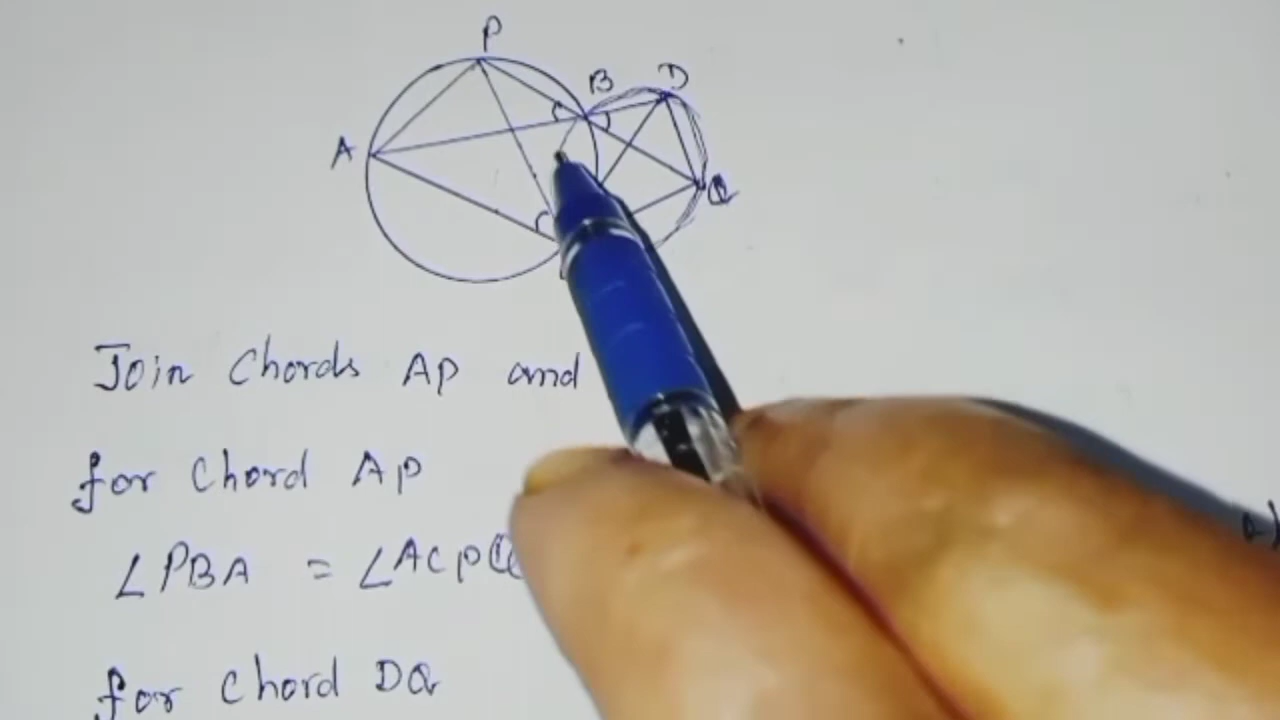 P
B D
A
Q
Join Chords AP and
for Chord AP
∠PBA = ∠ACP
for Chord DQ